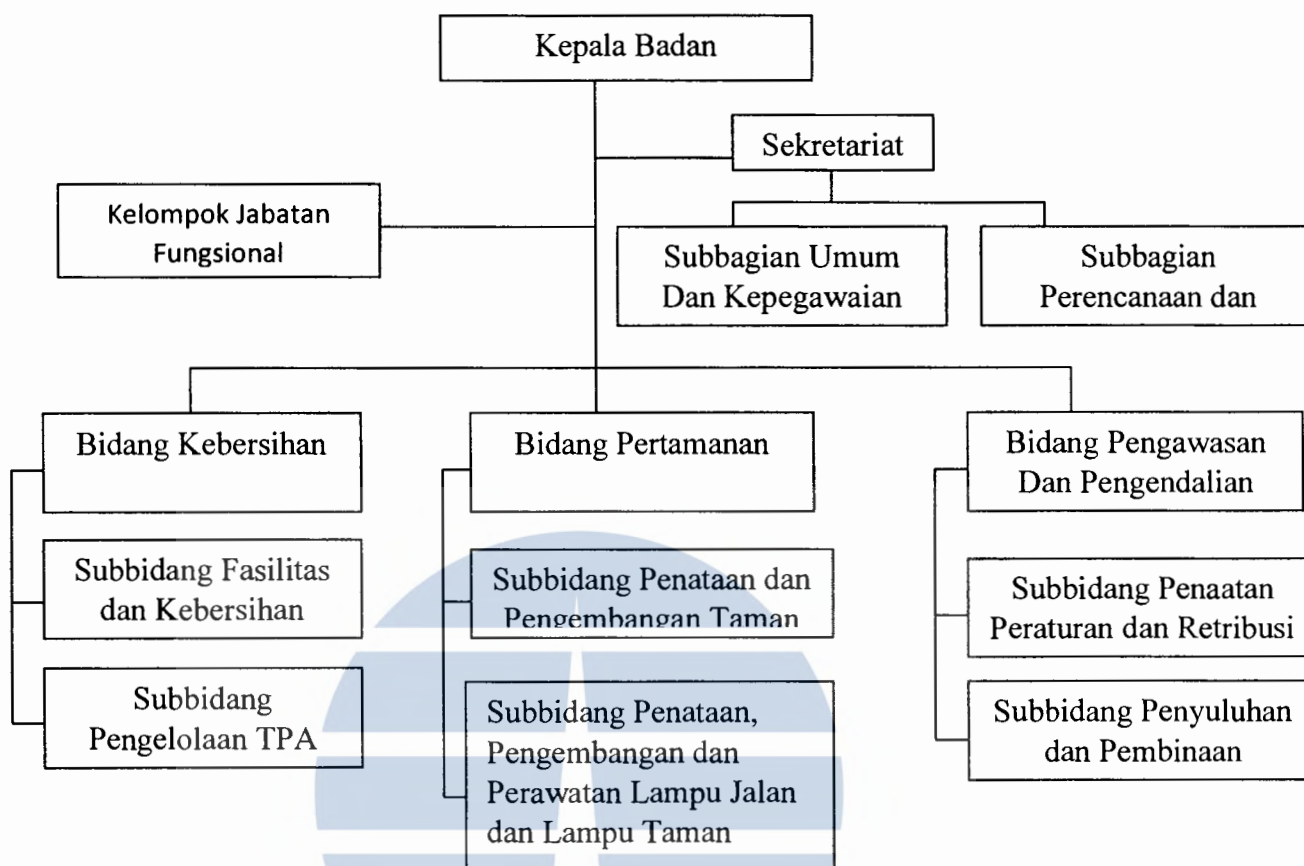 Kepala Badan
Sekretariat
Kelompok Jabatan
Fungsional
Subbagian Umum
Dan Kepegawaian
Subbagian
Perencanaan dan
Bidang Kebersihan
Bidang Pertamanan
Bidang Pengawasan
Dan Pengendalian
Subbidang Fasilitas
dan Kebersihan
Subbidang Penataan dan
Pengembangan Taman
Subbidang Penaatan
Peraturan dan Retribusi
Subbidang
Pengelolaan TPA
Subbidang Penataan,
Pengembangan dan
Perawatan Lampu Jalan
dan Lampu Taman
Subbidang Penyuluhan
dan Pembinaan